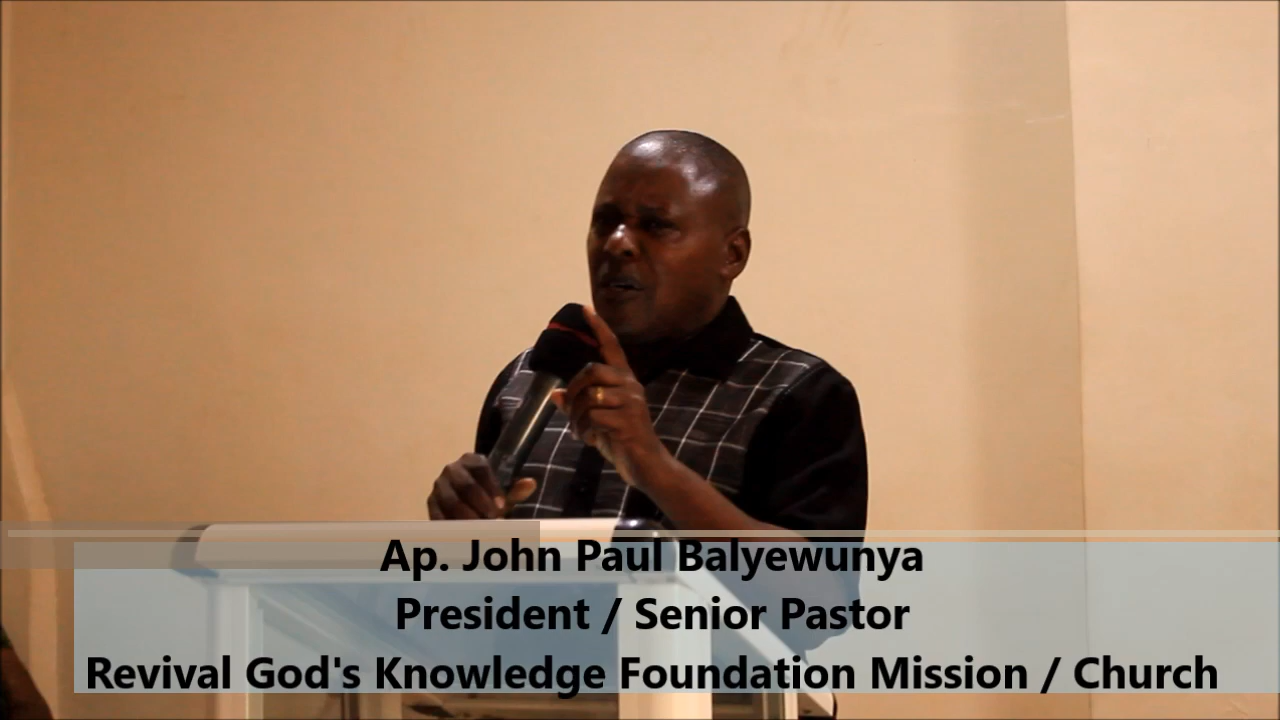 Ap. John Paul Balyewunya
President / Senior Pastor
Revival God's Knowledge Foundation Mission / Church